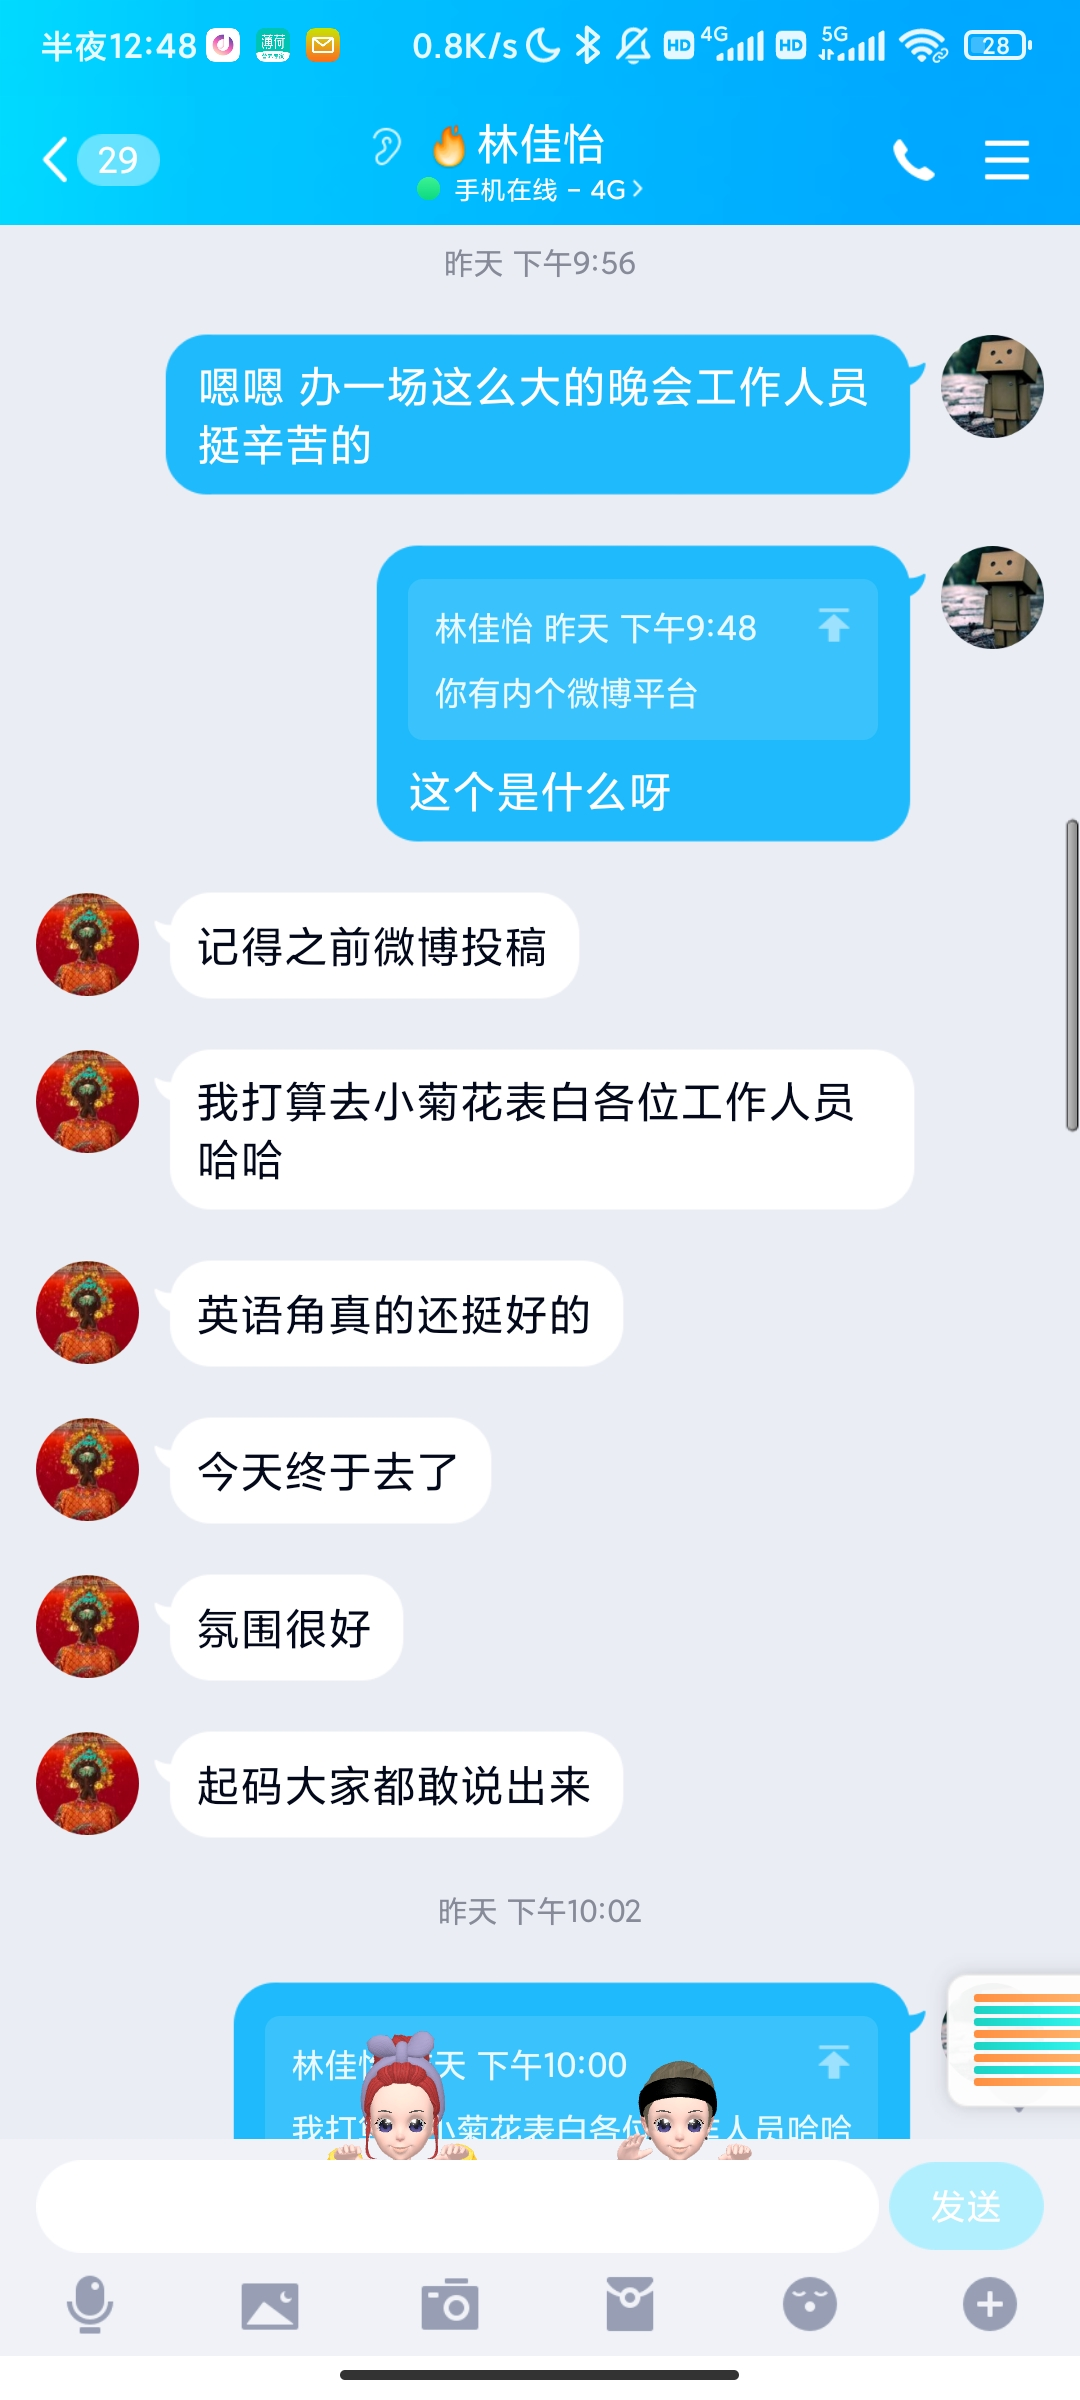 半夜12:48
薄荷
0.8K/s HD 4G HD 5G 28
29
林佳怡
手机在线 - 4G
昨天 下午9:56
嗯嗯 办一场这么大的晚会工作人员
挺辛苦的
林佳怡 昨天 下午9:48
你有内个微博平台
这个是什么呀
记得之前微博投稿
我打算去小菊花表白各位工作人员
哈哈
英语角真的还挺好的
今天终于去了
氛围很好
起码大家都敢说出来
昨天 下午10:02
林佳 天 下午10:00
我打 小菊花表白各位 作人员哈哈
发送